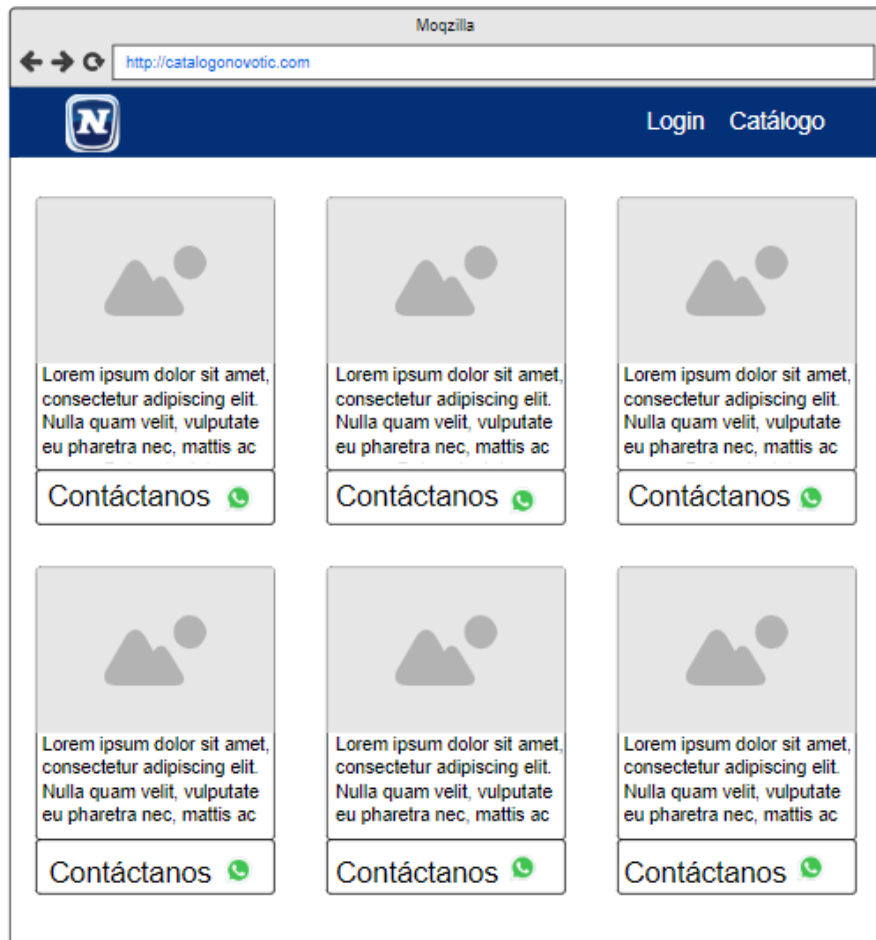 Moqzilla
http://catalogonovotic.com
N
Login Catálogo
Lorem ipsum dolor sit amet,
consectetur adipiscing elit.
Nulla quam velit, vulputate
eu pharetra nec, mattis ac
Contáctanos
Lorem ipsum dolor sit amet,
consectetur adipiscing elit.
Nulla quam velit, vulputate
eu pharetra nec, mattis ac
Contáctanos
Lorem ipsum dolor sit amet,
consectetur adipiscing elit.
Nulla quam velit, vulputate
eu pharetra nec, mattis ac
Contáctanos
Lorem ipsum dolor sit amet,
consectetur adipiscing elit.
Nulla quam velit, vulputate
eu pharetra nec, mattis ac
Contáctanos
Lorem ipsum dolor sit amet,
consectetur adipiscing elit.
Nulla quam velit, vulputate
eu pharetra nec, mattis ac
Contáctanos
Lorem ipsum dolor sit amet,
consectetur adipiscing elit.
Nulla quam velit, vulputate
eu pharetra nec, mattis ac
Contáctanos